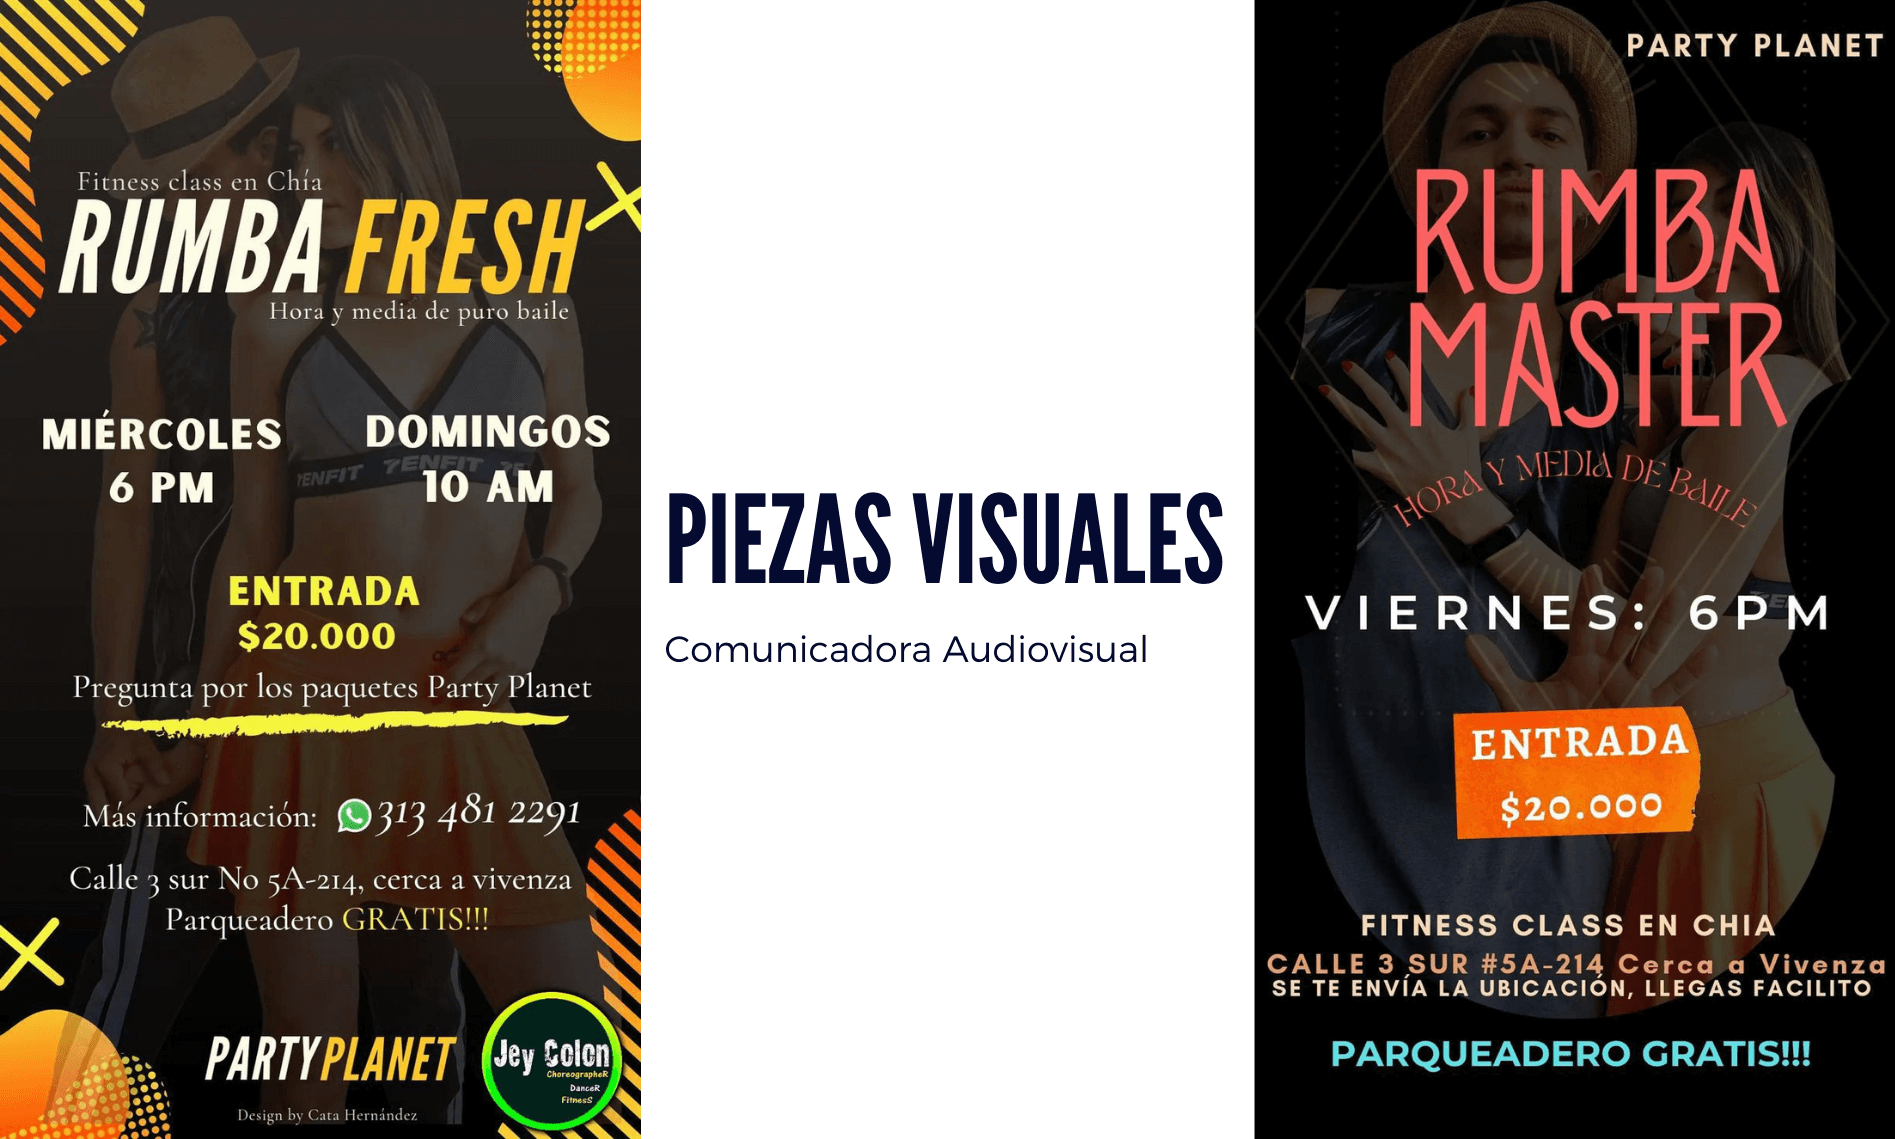 Fitness class en Chía
RUMBA FRESH
Hora y media de puro baile
MIÉRCOLES
6 PM
DOMINGOS
10 AM
7ENFIT 7ENFIT
ENTRADA
$20.000
Pregunta por los paquetes Party Planet
Más información: 313 481 2291
Calle 3 sur No 5A-214, cerca a vivenza
Parqueadero GRATIS!!!
PARTYPLANET
Jey Colon
ChoreographeR
DanceR
FitnesS
Design by Cata Hernández
PIEZAS VISUALES
Comunicadora Audiovisual
PARTY PLANET
RUMBA
MASTER
HORA Y MEDIA DE BAILE
VIERNES: 6PM
ENTRADA
$20.000
FITNESS CLASS EN CHIA
CALLE 3 SUR #5A-214 Cerca a Vivenza
SE TE ENVÍA LA UBICACIÓN, LLEGAS FACILITO
PARQUEADERO GRATIS!!!